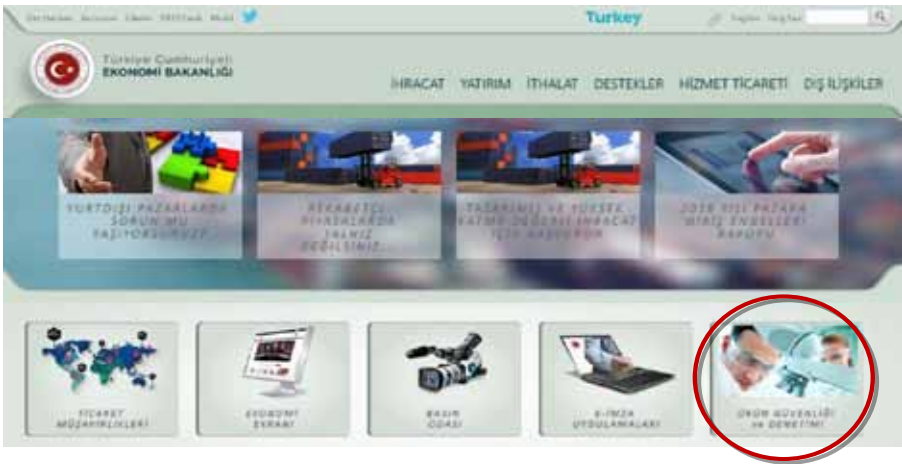 Turkey
Türkiye Cumhuriyeti
EKONOMİ BAKANLIĞI
İHRACAT YATIRIM İTHALAT DESTEKLER HİZMET TİCARETİ DIŞ İLİŞKİLER
YURTDIŞI PAZARLARDA
SORUN MU
YAŞIYORSUNUZ?
REKABETÇİ
PİYASALARDA
YALNIZ
DEĞİLSİNİZ...
TASARIMLI VE YÜKSEK
KATMA DEĞERLİ İHRACAT
İÇİN
PAZARA
GİRİŞ ENGELLERİ
RAPORU
TİCARET
MÜŞAVİRLİKLERİ
EKONOMİ
EKRANI
BASIN
ODASI
E-İMZA
UYGULAMALARI
ÜRÜN GÜVENLİĞİ
ve DENETİMİ